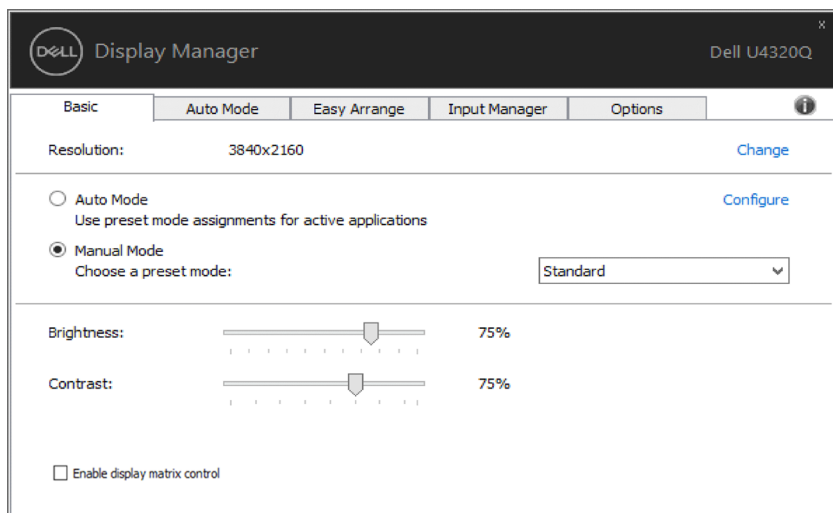 x
DELL Display Manager Dell U4320Q
Basic Auto Mode Easy Arrange Input Manager Options i
Resolution: 3840x2160 Change
Auto Mode Configure
Use preset mode assignments for active applications
Manual Mode
Choose a preset mode: Standard
Brightness: 75%
Contrast: 75%
Enable display matrix control